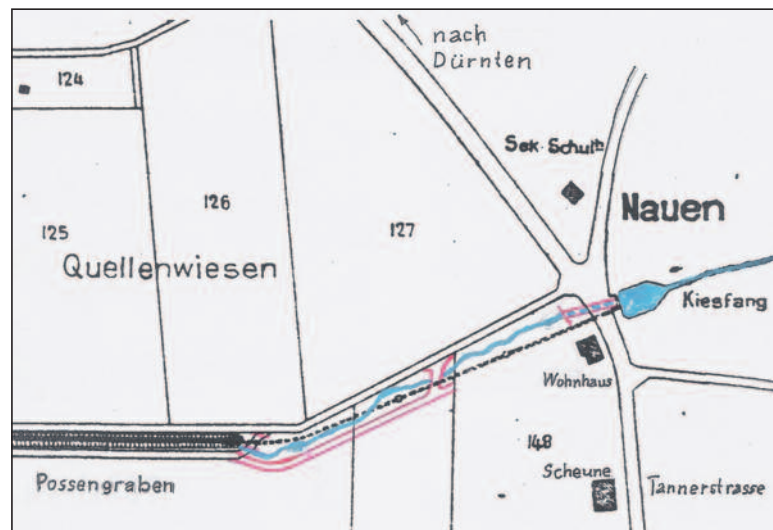 nach
Dürnten
124
Sek. Schulh
Nauen
126
127
125
Quellenwiesen
Kiesfang
Wohnhaus
148
Possengraben
Scheune
Tannerstrasse